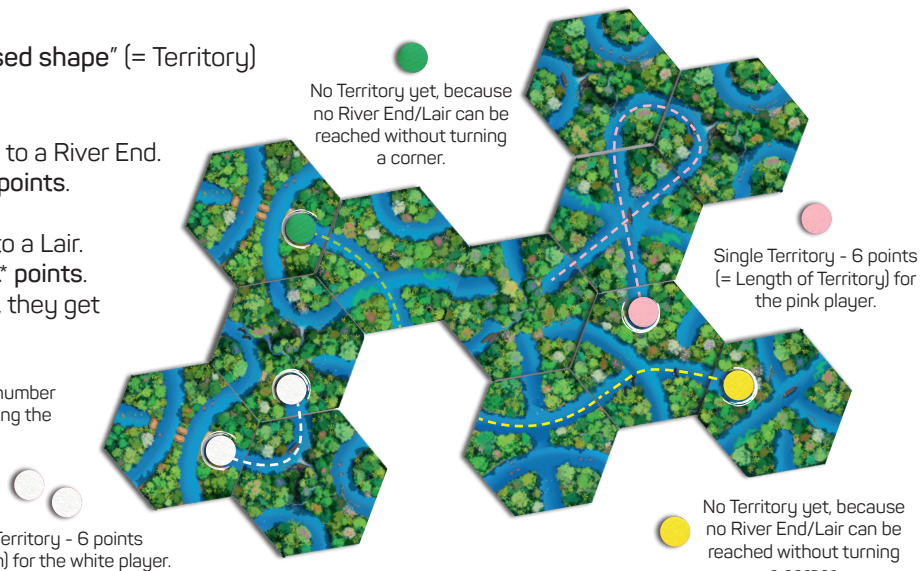 sed shape” (= Territory)
to a River End.
points.
to a Lair.
* points.
, they get
number
ng the
Territory - 6 points
) for the white player.
No Territory yet, because
no River End/Lair can be
reached without turning
a corner.
Single Territory - 6 points
(= Length of Territory) for
the pink player.
No Territory yet, because
no River End/Lair can be
reached without turning